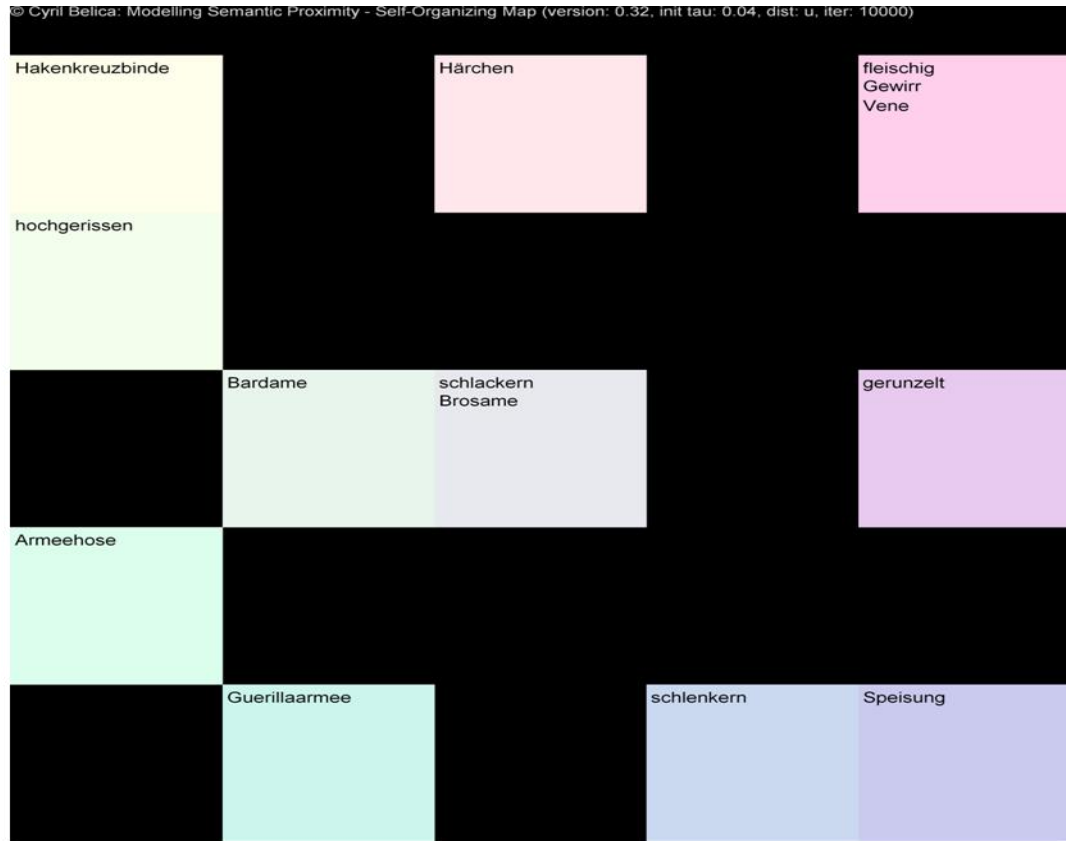 © Cyril Belica: Modelling Semantic Proximity - Self-Organizing Map (version: 0.32, init tau: 0.04, dist: u, iter: 10000)
Hakenkreuzbinde
Härchen
fleischig
Gewirr
Vene
hochgerissen
Bardame
schlackern
Brosame
gerunzelt
Armeehose
Guerillaarmee
schlenkern
Speisung